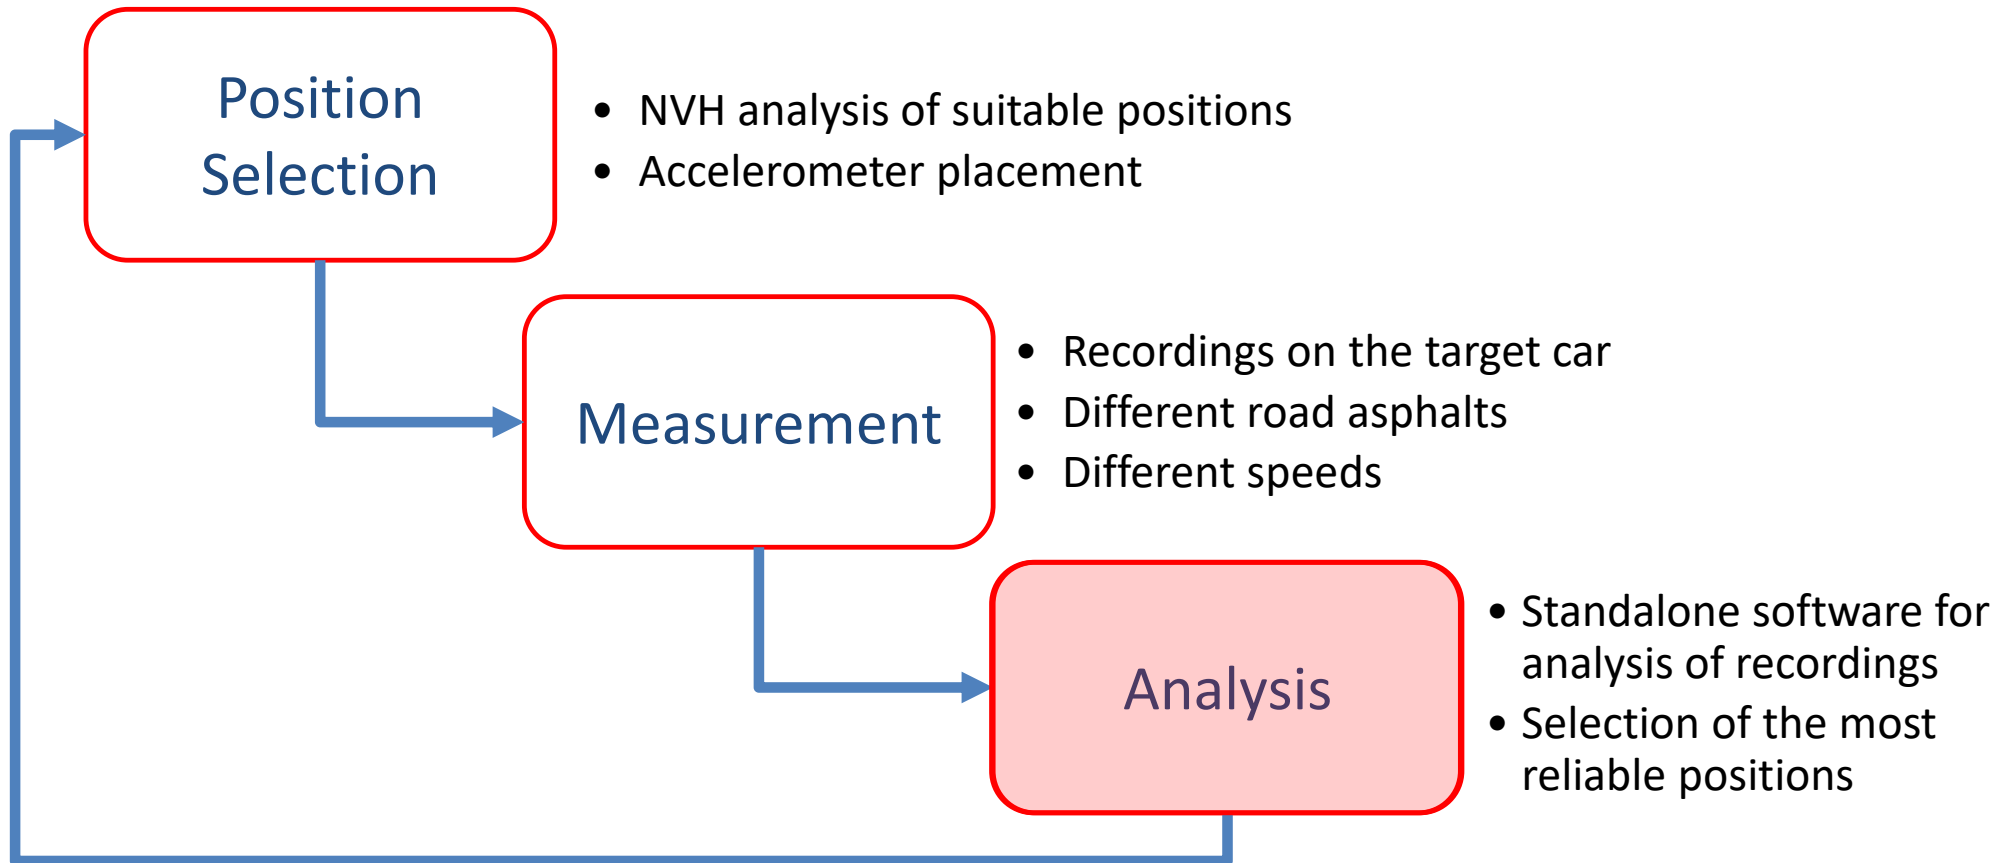 Position
Selection
• NVH analysis of suitable positions
• Accelerometer placement
Measurement
• Recordings on the target car
• Different road asphalts
• Different speeds
Analysis
• Standalone software for
analysis of recordings
• Selection of the most
reliable positions